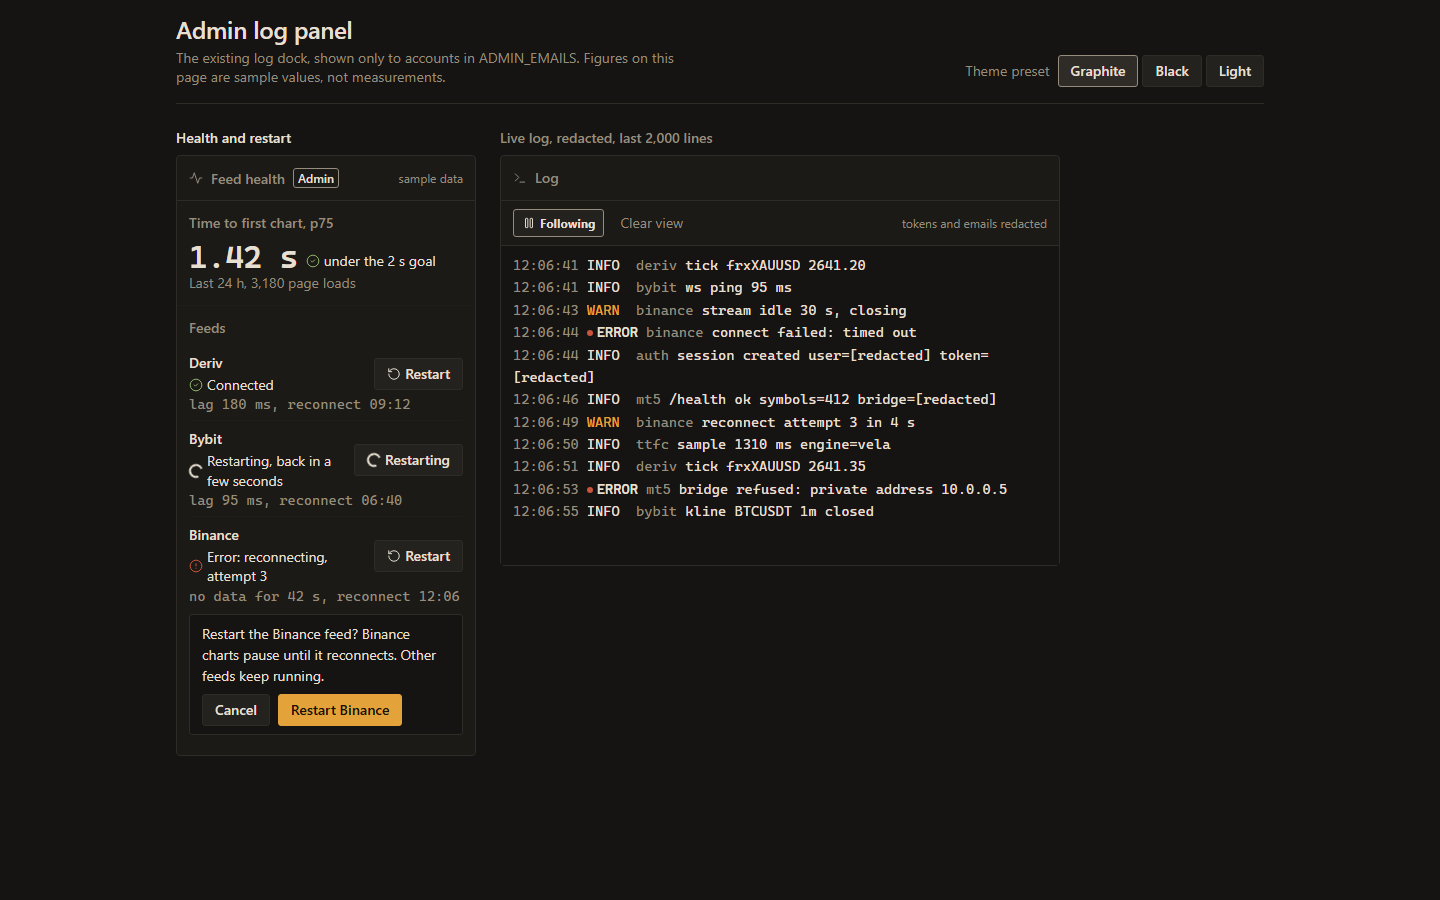 Admin log panel
The existing log dock, shown only to accounts in ADMIN_EMAILS. Figures on this
page are sample values, not measurements.
Theme preset Graphite Black Light
Health and restart
Feed health Admin sample data
Time to first chart, p75
1.42 s under the 2 s goal
Last 24 h, 3,180 page loads
Feeds
Deriv
Connected
Restart
lag 180 ms, reconnect 09:12
Bybit
Restarting, back in a
few seconds
Restarting
lag 95 ms, reconnect 06:40
Binance
Error: reconnecting,
attempt 3
Restart
no data for 42 s, reconnect 12:06
Restart the Binance feed? Binance
charts pause until it reconnects. Other
feeds keep running.
Cancel Restart Binance
Live log, redacted, last 2,000 lines
Log
Following Clear view tokens and emails redacted
12:06:41 INFO deriv tick frxXAUUSD 2641.20
12:06:41 INFO bybit ws ping 95 ms
12:06:43 WARN binance stream idle 30 s, closing
12:06:44 ERROR binance connect failed: timed out
12:06:44 INFO auth session created user=[redacted] token=
[redacted]
12:06:46 INFO mt5 /health ok symbols=412 bridge=[redacted]
12:06:49 WARN binance reconnect attempt 3 in 4 s
12:06:50 INFO ttfc sample 1310 ms engine=vela
12:06:51 INFO deriv tick frxXAUUSD 2641.35
12:06:53 ERROR mt5 bridge refused: private address 10.0.0.5
12:06:55 INFO bybit kline BTCUSDT 1m closed